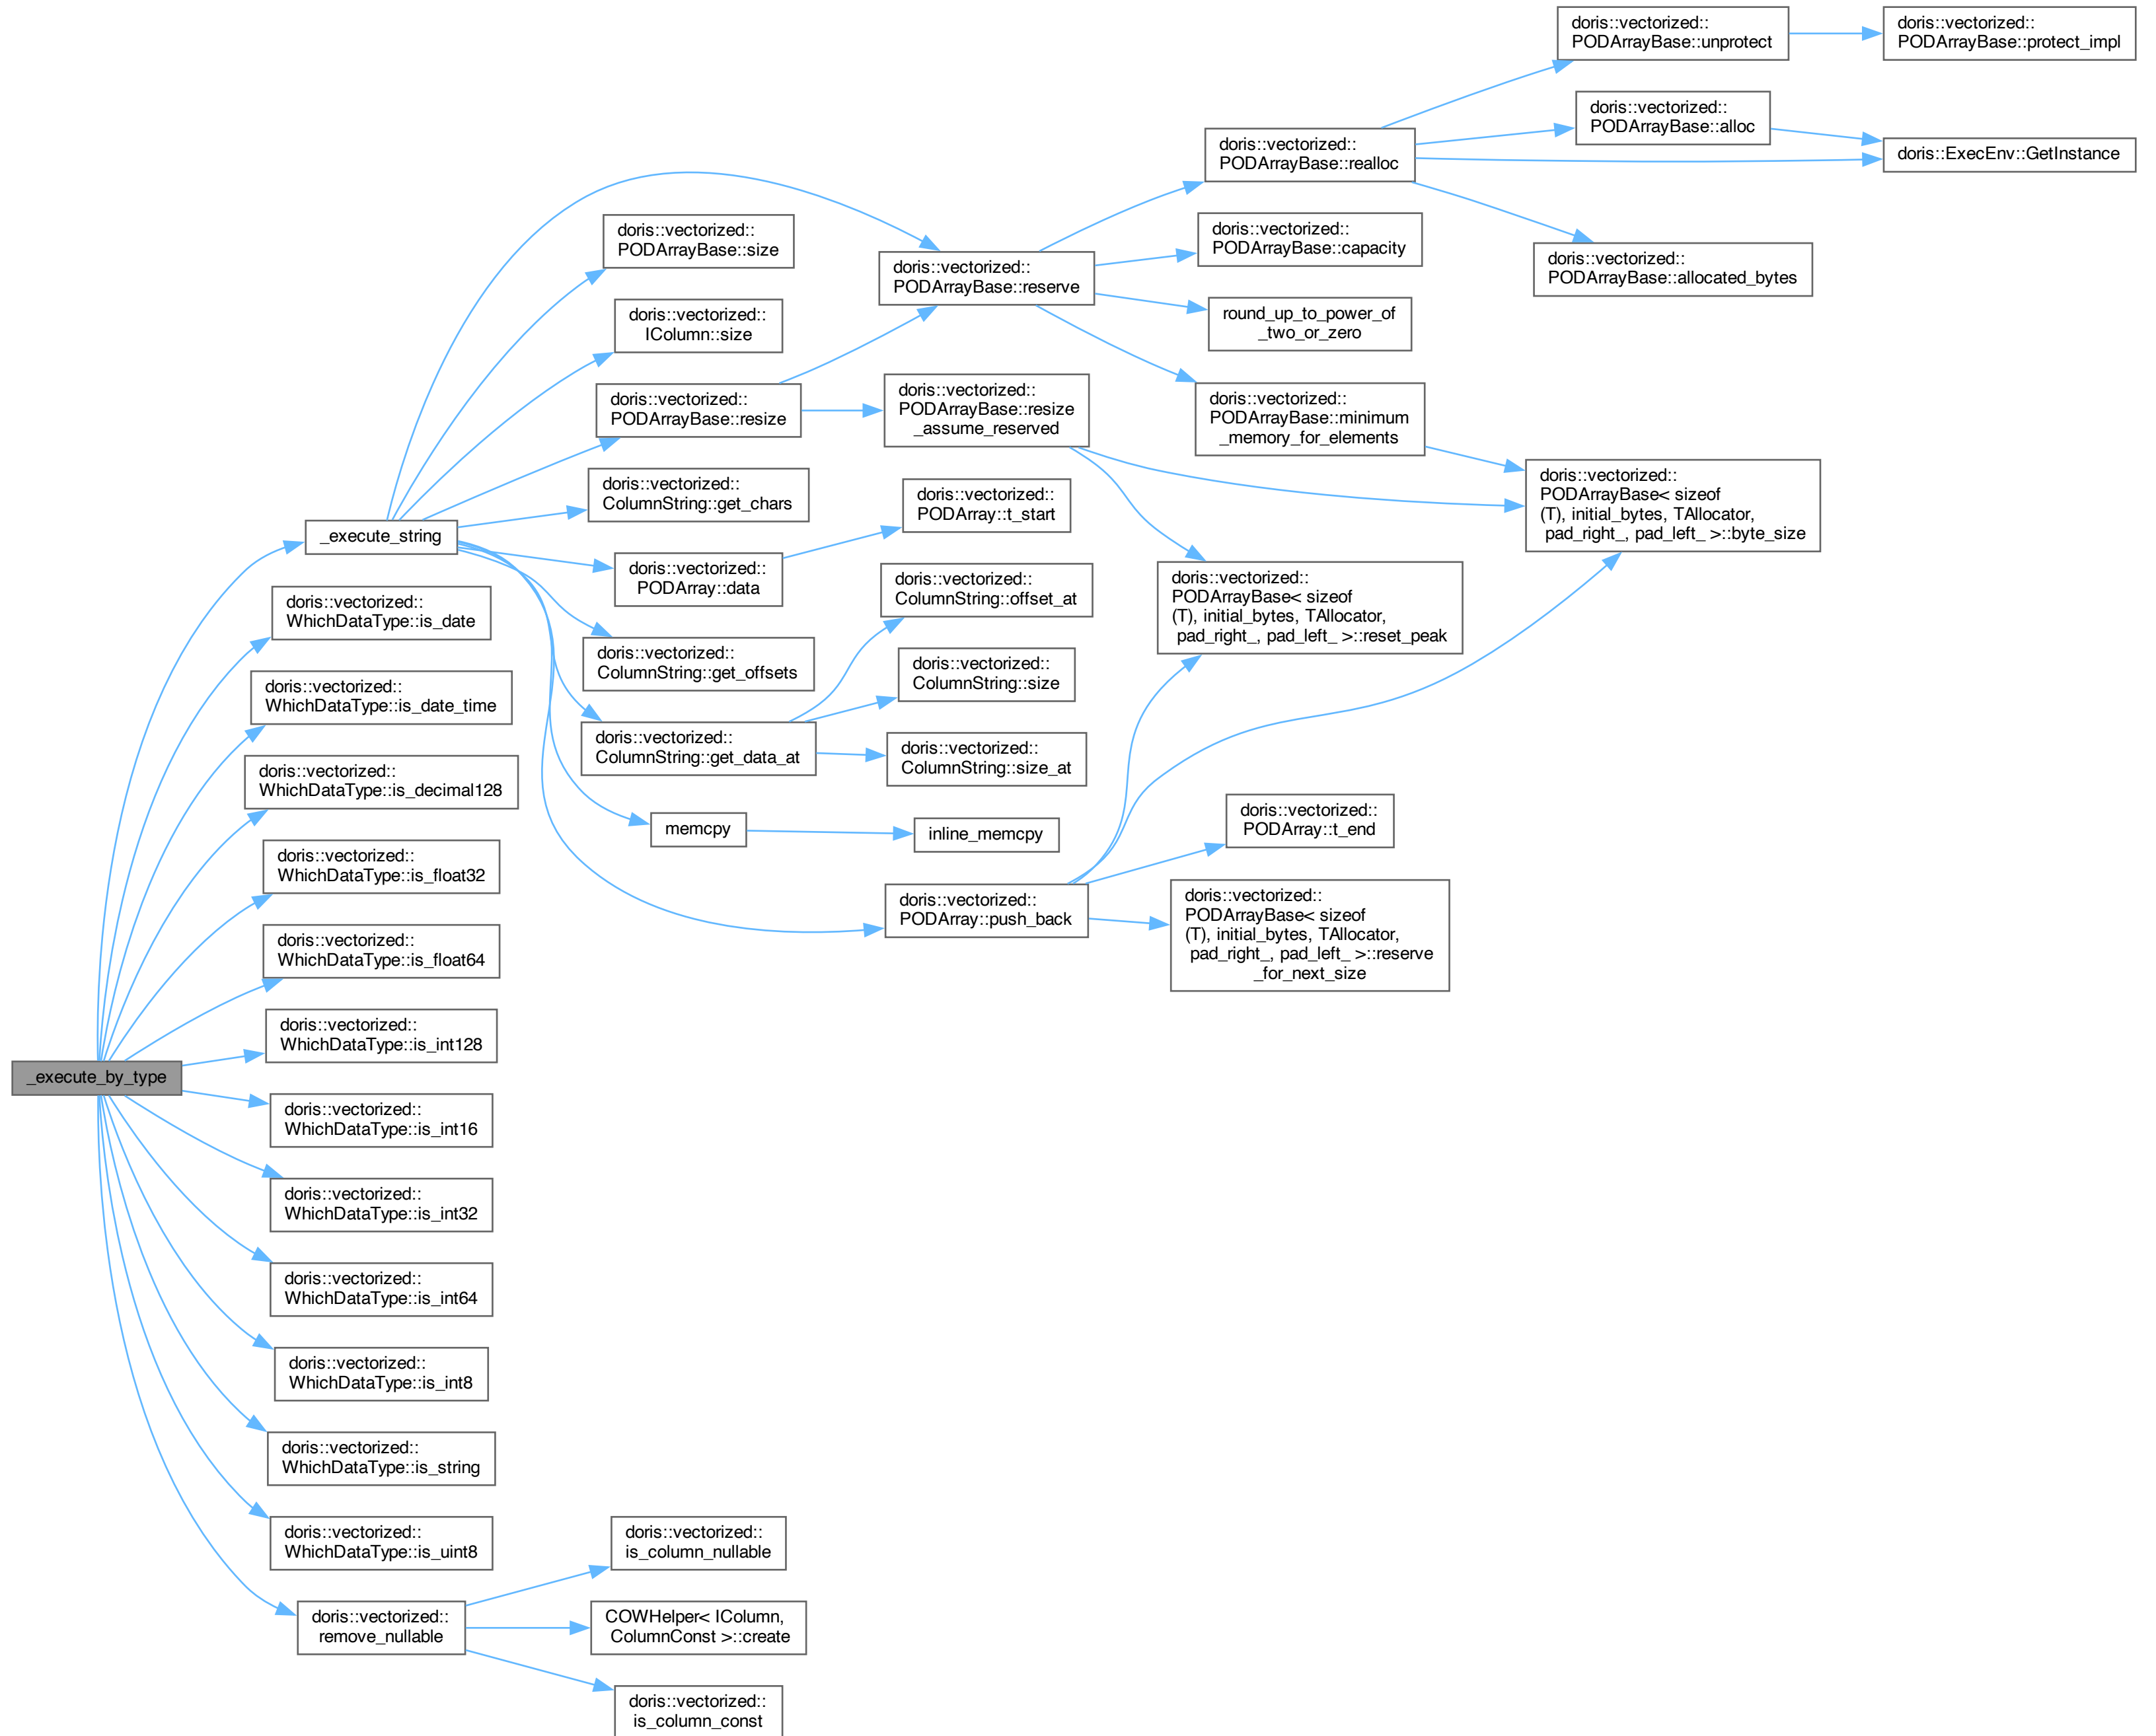 _execute_by_type
_execute_string
doris::vectorized::
WhichDataType::is_date
doris::vectorized::
WhichDataType::is_date_time
doris::vectorized::
WhichDataType::is_decimal128
doris::vectorized::
WhichDataType::is_float32
doris::vectorized::
WhichDataType::is_float64
doris::vectorized::
WhichDataType::is_int128
doris::vectorized::
WhichDataType::is_int16
doris::vectorized::
WhichDataType::is_int32
doris::vectorized::
WhichDataType::is_int64
doris::vectorized::
WhichDataType::is_int8
doris::vectorized::
WhichDataType::is_string
doris::vectorized::
WhichDataType::is_uint8
doris::vectorized::
remove_nullable
doris::vectorized::
PODArrayBase::size
doris::vectorized::
IColumn::size
doris::vectorized::
PODArrayBase::resize
doris::vectorized::
ColumnString::get_chars
doris::vectorized::
PODArray::data
doris::vectorized::
ColumnString::get_offsets
doris::vectorized::
ColumnString::get_data_at
memcpy
doris::vectorized::
is_column_nullable
COWHelper< IColumn,
ColumnConst >::create
doris::vectorized::
is_column_const
doris::vectorized::
PODArrayBase::reserve
doris::vectorized::
PODArrayBase::resize
_assume_reserved
doris::vectorized::
PODArray::t_start
doris::vectorized::
ColumnString::offset_at
doris::vectorized::
ColumnString::size
doris::vectorized::
ColumnString::size_at
inline_memcpy
doris::vectorized::
PODArray::push_back
doris::vectorized::
PODArrayBase::realloc
doris::vectorized::
PODArrayBase::capacity
round_up_to_power_of
_two_or_zero
doris::vectorized::
PODArrayBase::minimum
_memory_for_elements
doris::vectorized::
PODArrayBase< sizeof
(T), initial_bytes, TAllocator,
pad_right_, pad_left_ >::reset_peak
doris::vectorized::
PODArray::t_end
doris::vectorized::
PODArrayBase< sizeof
(T), initial_bytes, TAllocator,
pad_right_, pad_left_ >::reserve
_for_next_size
doris::vectorized::
PODArrayBase::unprotect
doris::vectorized::
PODArrayBase::alloc
doris::vectorized::
PODArrayBase::allocated_bytes
doris::vectorized::
PODArrayBase< sizeof
(T), initial_bytes, TAllocator,
pad_right_, pad_left_ >::byte_size
doris::vectorized::
PODArrayBase::protect_impl
doris::ExecEnv::GetInstance